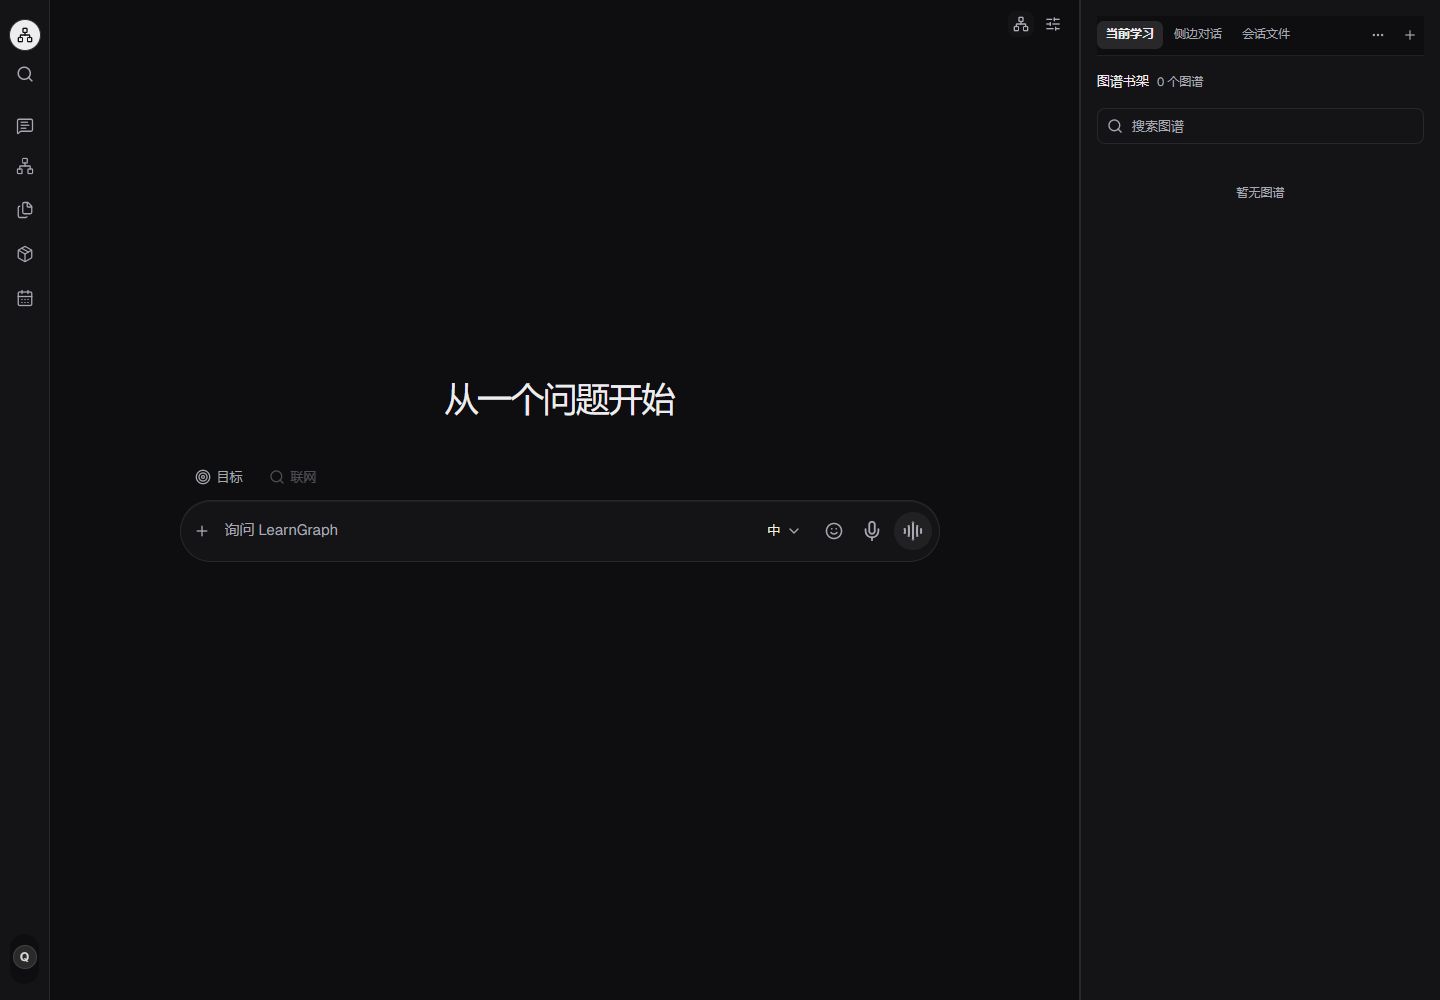 当前学习 侧边对话 会话文件
图谱书架 0 个图谱
搜索图谱
暂无图谱
从一个问题开始
目标 联网
询问 LearnGraph 中
Q